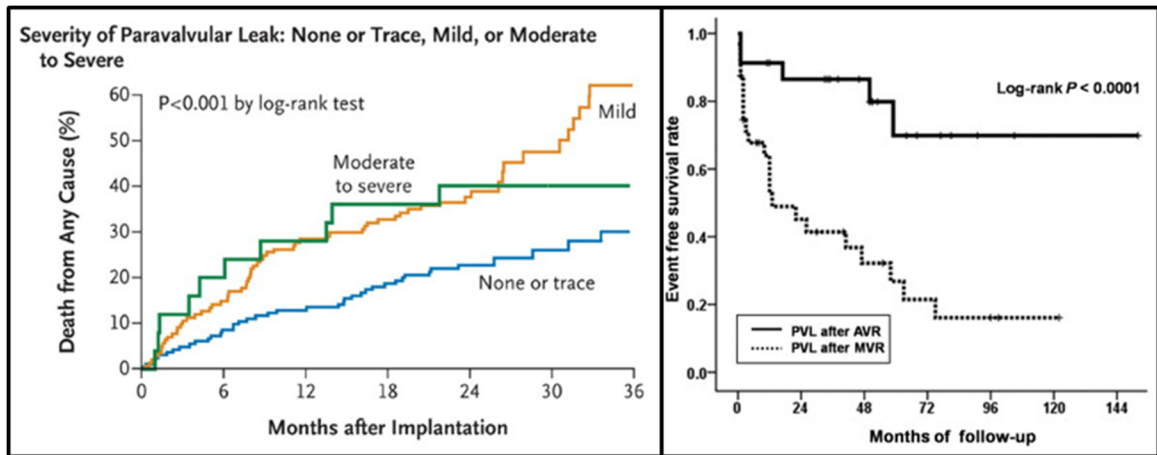 Severity of Paravalvular Leak: None or Trace, Mild, or Moderate
to Severe
P<0.001 by log-rank test
Mild
Moderate
to severe
None or trace
Death from Any Cause (%)
60
50
40
30
20
10
0
0 6 12 18 24 30 36
Months after Implantation
Log-rank P < 0.0001
Event free survival rate
1.0
0.8
0.6
0.4
0.2
0.0
PVL after AVR
PVL after MVR
0 24 48 72 96 120 144
Months of follow-up